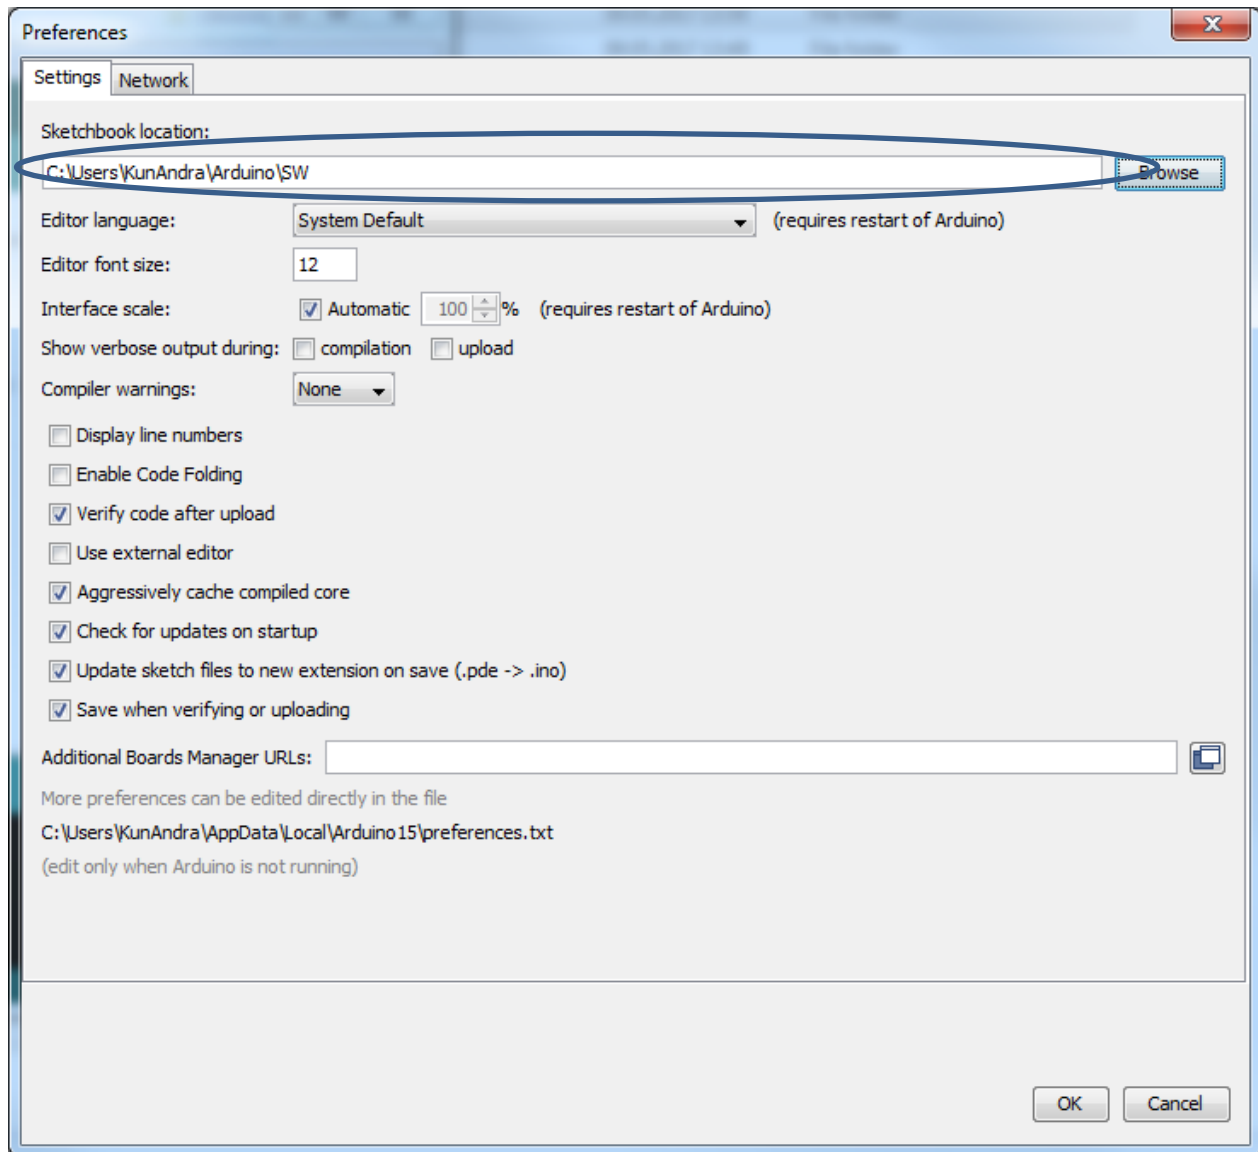 Preferences
Settings Network
Sketchbook location:
C:\Users\KunAndra\Arduino\SW Browse
Editor language: System Default (requires restart of Arduino)
Editor font size: 12
Interface scale: Automatic 100 % (requires restart of Arduino)
Show verbose output during: compilation upload
Compiler warnings: None
Display line numbers
Enable Code Folding
Verify code after upload
Use external editor
Aggressively cache compiled core
Check for updates on startup
Update sketch files to new extension on save (.pde -> .ino)
Save when verifying or uploading
Additional Boards Manager URLs:
More preferences can be edited directly in the file
C:\Users\KunAndra\AppData\Local\Arduino15\preferences.txt
(edit only when Arduino is not running)
OK Cancel